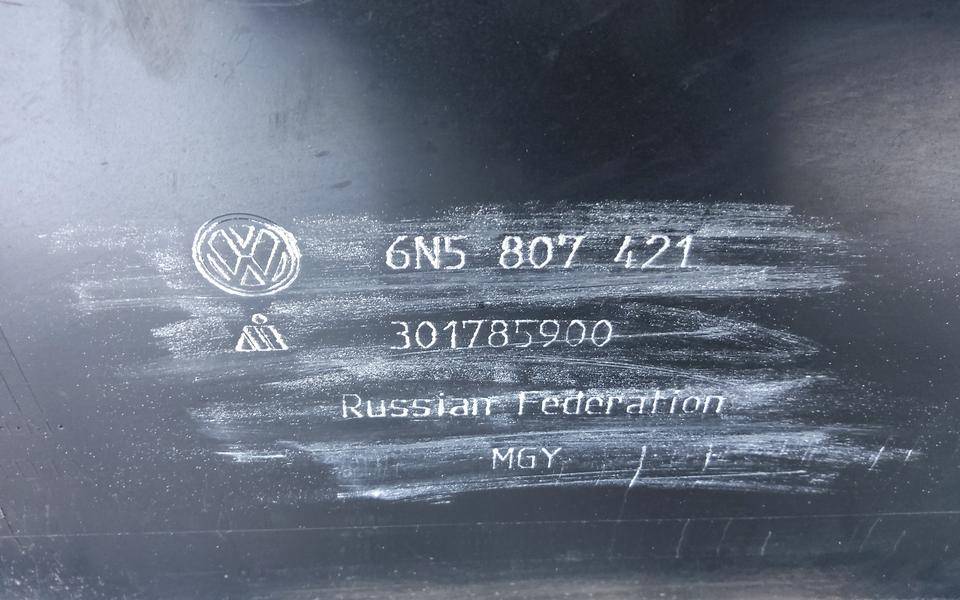 6N5 807 421
301785900
Russian Federation
MGY